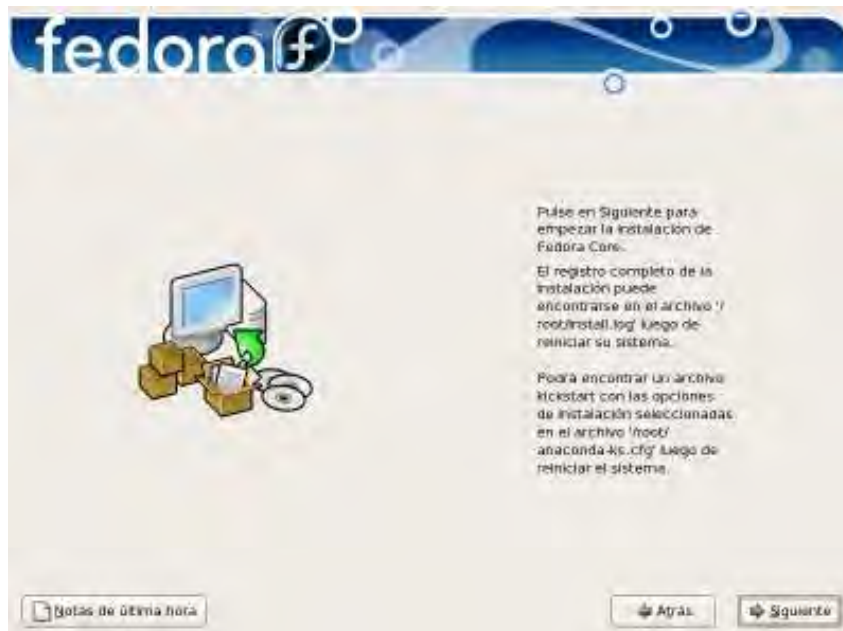 fedora
Pulse en Siguiente para
empezar la instalación de
Fedora Core.
El registro completo de la
instalación puede
encontrarse en el archivo '/
root/install.log' luego de
reiniciar su sistema.
Podrá encontrar un archivo
kickstart con las opciones
de instalación seleccionadas
en el archivo '/root/
anaconda-ks.cfg' luego de
reiniciar el sistema.
Notas de última hora
Atrás
Siguiente